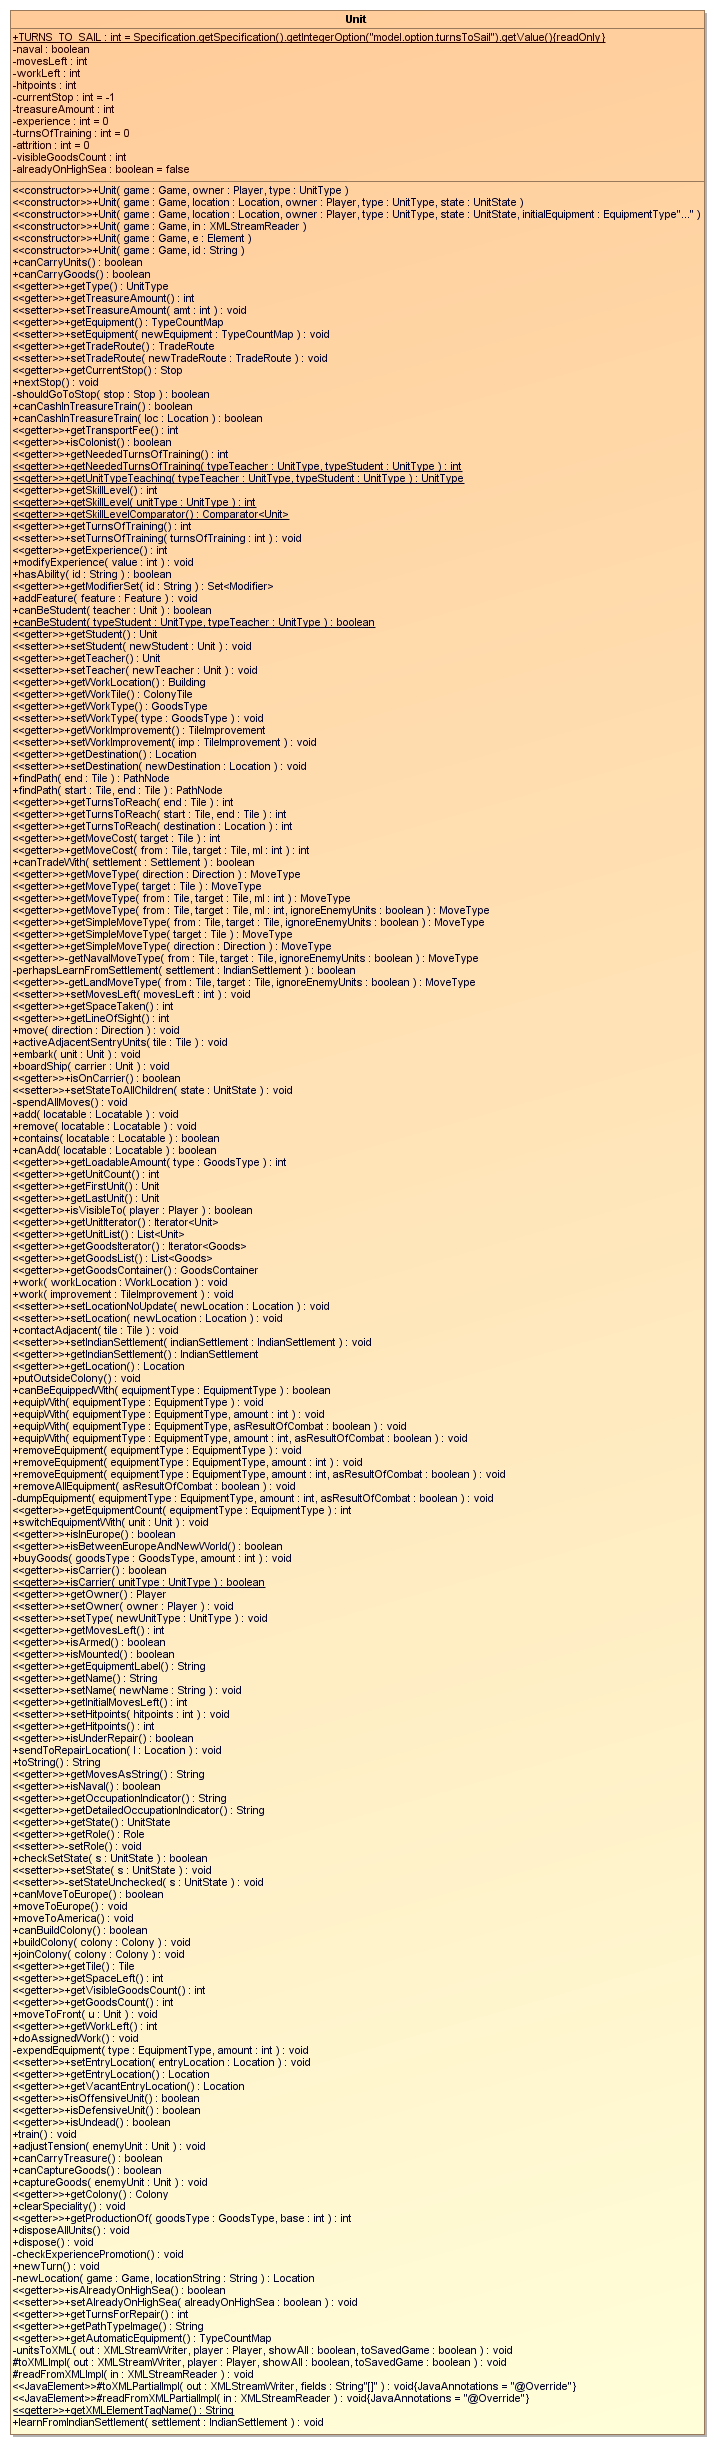 Unit
+TURNS_TO_SAIL : int = Specification.getSpecification().getIntegerOption("model.option.turnsToSail").getValue(){readOnly}
-naval : boolean
-movesLeft : int
-workLeft : int
-hitpoints : int
-currentStop : int = -1
-treasureAmount : int
-experience : int = 0
-turnsOfTraining : int = 0
-attrition : int = 0
-visibleGoodsCount : int
-alreadyOnHighSea : boolean = false
<<constructor>>+Unit( game : Game, owner : Player, type : UnitType )
<<constructor>>+Unit( game : Game, location : Location, owner : Player, type : UnitType, state : UnitState )
<<constructor>>+Unit( game : Game, location : Location, owner : Player, type : UnitType, state : UnitState, initialEquipment : EquipmentType"..." )
<<constructor>>+Unit( game : Game, in : XMLStreamReader )
<<constructor>>+Unit( game : Game, e : Element )
<<constructor>>+Unit( game : Game, id : String )
+canCarryUnits() : boolean
+canCarryGoods() : boolean
<<getter>>+getType() : UnitType
<<getter>>+getTreasureAmount() : int
<<setter>>+setTreasureAmount( amt : int ) : void
<<getter>>+getEquipment() : TypeCountMap
<<setter>>+setEquipment( newEquipment : TypeCountMap ) : void
<<getter>>+getTradeRoute() : TradeRoute
<<setter>>+setTradeRoute( newTradeRoute : TradeRoute ) : void
<<getter>>+getCurrentStop() : Stop
+nextStop() : void
-shouldGoToStop( stop : Stop ) : boolean
+canCashInTreasureTrain() : boolean
+canCashInTreasureTrain( loc : Location ) : boolean
<<getter>>+getTransportFee() : int
<<getter>>+isColonist() : boolean
<<getter>>+getNeededTurnsOfTraining() : int
<<getter>>+getNeededTurnsOfTraining( typeTeacher : UnitType, typeStudent : UnitType ) : int
<<getter>>+getUnitTypeTeaching( typeTeacher : UnitType, typeStudent : UnitType ) : UnitType
<<getter>>+getSkillLevel() : int
<<getter>>+getSkillLevel( unitType : UnitType ) : int
<<getter>>+getSkillLevelComparator() : Comparator<Unit>
<<getter>>+getTurnsOfTraining() : int
<<setter>>+setTurnsOfTraining( turnsOfTraining : int ) : void
<<getter>>+getExperience() : int
+modifyExperience( value : int ) : void
+hasAbility( id : String ) : boolean
<<getter>>+getModifierSet( id : String ) : Set<Modifier>
+addFeature( feature : Feature ) : void
+canBeStudent( teacher : Unit ) : boolean
+canBeStudent( typeStudent : UnitType, typeTeacher : UnitType ) : boolean
<<getter>>+getStudent() : Unit
<<setter>>+setStudent( newStudent : Unit ) : void
<<getter>>+getTeacher() : Unit
<<setter>>+setTeacher( newTeacher : Unit ) : void
<<getter>>+getWorkLocation() : Building
<<getter>>+getWorkTile() : ColonyTile
<<getter>>+getWorkType() : GoodsType
<<setter>>+setWorkType( type : GoodsType ) : void
<<getter>>+getWorkImprovement() : TileImprovement
<<setter>>+setWorkImprovement( imp : TileImprovement ) : void
<<getter>>+getDestination() : Location
<<setter>>+setDestination( newDestination : Location ) : void
+findPath( end : Tile ) : PathNode
+findPath( start : Tile, end : Tile ) : PathNode
<<getter>>+getTurnsToReach( end : Tile ) : int
<<getter>>+getTurnsToReach( start : Tile, end : Tile ) : int
<<getter>>+getTurnsToReach( destination : Location ) : int
<<getter>>+getMoveCost( target : Tile ) : int
<<getter>>+getMoveCost( from : Tile, target : Tile, ml : int ) : int
+canTradeWith( settlement : Settlement ) : boolean
<<getter>>+getMoveType( direction : Direction ) : MoveType
<<getter>>+getMoveType( target : Tile ) : MoveType
<<getter>>+getMoveType( from : Tile, target : Tile, ml : int ) : MoveType
<<getter>>+getMoveType( from : Tile, target : Tile, ml : int, ignoreEnemyUnits : boolean ) : MoveType
<<getter>>+getSimpleMoveType( from : Tile, target : Tile, ignoreEnemyUnits : boolean ) : MoveType
<<getter>>+getSimpleMoveType( target : Tile ) : MoveType
<<getter>>+getSimpleMoveType( direction : Direction ) : MoveType
<<getter>>-getNavalMoveType( from : Tile, target : Tile, ignoreEnemyUnits : boolean ) : MoveType
-perhapsLearnFromSettlement( settlement : IndianSettlement ) : boolean
<<getter>>-getLandMoveType( from : Tile, target : Tile, ignoreEnemyUnits : boolean ) : MoveType
<<setter>>+setMovesLeft( movesLeft : int ) : void
<<getter>>+getSpaceTaken() : int
<<getter>>+getLineOfSight() : int
+move( direction : Direction ) : void
+activeAdjacentSentryUnits( tile : Tile ) : void
+embark( unit : Unit ) : void
+boardShip( carrier : Unit ) : void
<<getter>>+isOnCarrier() : boolean
<<setter>>+setStateToAllChildren( state : UnitState ) : void
-spendAllMoves() : void
+add( locatable : Locatable ) : void
+remove( locatable : Locatable ) : void
+contains( locatable : Locatable ) : boolean
+canAdd( locatable : Locatable ) : boolean
<<getter>>+getLoadableAmount( type : GoodsType ) : int
<<getter>>+getUnitCount() : int
<<getter>>+getFirstUnit() : Unit
<<getter>>+getLastUnit() : Unit
<<getter>>+isVisibleTo( player : Player ) : boolean
<<getter>>+getUnitIterator() : Iterator<Unit>
<<getter>>+getUnitList() : List<Unit>
<<getter>>+getGoodsIterator() : Iterator<Goods>
<<getter>>+getGoodsList() : List<Goods>
<<getter>>+getGoodsContainer() : GoodsContainer
+work( workLocation : WorkLocation ) : void
+work( improvement : TileImprovement ) : void
<<setter>>+setLocationNoUpdate( newLocation : Location ) : void
<<setter>>+setLocation( newLocation : Location ) : void
+contactAdjacent( tile : Tile ) : void
<<setter>>+setIndianSettlement( indianSettlement : IndianSettlement ) : void
<<getter>>+getIndianSettlement() : IndianSettlement
<<getter>>+getLocation() : Location
+putOutsideColony() : void
+canBeEquippedWith( equipmentType : EquipmentType ) : boolean
+equipWith( equipmentType : EquipmentType ) : void
+equipWith( equipmentType : EquipmentType, amount : int ) : void
+equipWith( equipmentType : EquipmentType, asResultOfCombat : boolean ) : void
+equipWith( equipmentType : EquipmentType, amount : int, asResultOfCombat : boolean ) : void
+removeEquipment( equipmentType : EquipmentType ) : void
+removeEquipment( equipmentType : EquipmentType, amount : int ) : void
+removeEquipment( equipmentType : EquipmentType, amount : int, asResultOfCombat : boolean ) : void
+removeAllEquipment( asResultOfCombat : boolean ) : void
-dumpEquipment( equipmentType : EquipmentType, amount : int, asResultOfCombat : boolean ) : void
<<getter>>+getEquipmentCount( equipmentType : EquipmentType ) : int
+switchEquipmentWith( unit : Unit ) : void
<<getter>>+isInEurope() : boolean
<<getter>>+isBetweenEuropeAndNewWorld() : boolean
+buyGoods( goodsType : GoodsType, amount : int ) : void
<<getter>>+isCarrier() : boolean
<<getter>>+isCarrier( unitType : UnitType ) : boolean
<<getter>>+getOwner() : Player
<<setter>>+setOwner( owner : Player ) : void
<<setter>>+setType( newUnitType : UnitType ) : void
<<getter>>+getMovesLeft() : int
<<getter>>+isArmed() : boolean
<<getter>>+isMounted() : boolean
<<getter>>+getEquipmentLabel() : String
<<getter>>+getName() : String
<<setter>>+setName( newName : String ) : void
<<getter>>+getInitialMovesLeft() : int
<<setter>>+setHitpoints( hitpoints : int ) : void
<<getter>>+getHitpoints() : int
<<getter>>+isUnderRepair() : boolean
+sendToRepairLocation( l : Location ) : void
+toString() : String
<<getter>>+getMovesAsString() : String
<<getter>>+isNaval() : boolean
<<getter>>+getOccupationIndicator() : String
<<getter>>+getDetailedOccupationIndicator() : String
<<getter>>+getState() : UnitState
<<getter>>+getRole() : Role
<<setter>>-setRole() : void
+checkSetState( s : UnitState ) : boolean
<<setter>>+setState( s : UnitState ) : void
<<setter>>-setStateUnchecked( s : UnitState ) : void
+canMoveToEurope() : boolean
+moveToEurope() : void
+moveToAmerica() : void
+canBuildColony() : boolean
+buildColony( colony : Colony ) : void
+joinColony( colony : Colony ) : void
<<getter>>+getTile() : Tile
<<getter>>+getSpaceLeft() : int
<<getter>>+getVisibleGoodsCount() : int
<<getter>>+getGoodsCount() : int
+moveToFront( u : Unit ) : void
<<getter>>+getWorkLeft() : int
+doAssignedWork() : void
-expendEquipment( type : EquipmentType, amount : int ) : void
<<setter>>+setEntryLocation( entryLocation : Location ) : void
<<getter>>+getEntryLocation() : Location
<<getter>>+getVacantEntryLocation() : Location
<<getter>>+isOffensiveUnit() : boolean
<<getter>>+isDefensiveUnit() : boolean
<<getter>>+isUndead() : boolean
+train() : void
+adjustTension( enemyUnit : Unit ) : void
+canCarryTreasure() : boolean
+canCaptureGoods() : boolean
+captureGoods( enemyUnit : Unit ) : void
<<getter>>+getColony() : Colony
+clearSpeciality() : void
<<getter>>+getProductionOf( goodsType : GoodsType, base : int ) : int
+disposeAllUnits() : void
+dispose() : void
-checkExperiencePromotion() : void
+newTurn() : void
-newLocation( game : Game, locationString : String ) : Location
<<getter>>+isAlreadyOnHighSea() : boolean
<<setter>>+setAlreadyOnHighSea( alreadyOnHighSea : boolean ) : void
<<getter>>+getTurnsForRepair() : int
<<getter>>+getPathTypeImage() : String
<<getter>>+getAutomaticEquipment() : TypeCountMap
-unitsToXML( out : XMLStreamWriter, player : Player, showAll : boolean, toSavedGame : boolean ) : void
#toXMLImpl( out : XMLStreamWriter, player : Player, showAll : boolean, toSavedGame : boolean ) : void
#readFromXMLImpl( in : XMLStreamReader ) : void
<<JavaElement>>#toXMLPartialImpl( out : XMLStreamWriter, fields : String"[]" ) : void{JavaAnnotations = "@Override"}
<<JavaElement>>#readFromXMLPartialImpl( in : XMLStreamReader ) : void{JavaAnnotations = "@Override"}
<<getter>>+getXMLElementTagName() : String
+learnFromIndianSettlement( settlement : IndianSettlement ) : void